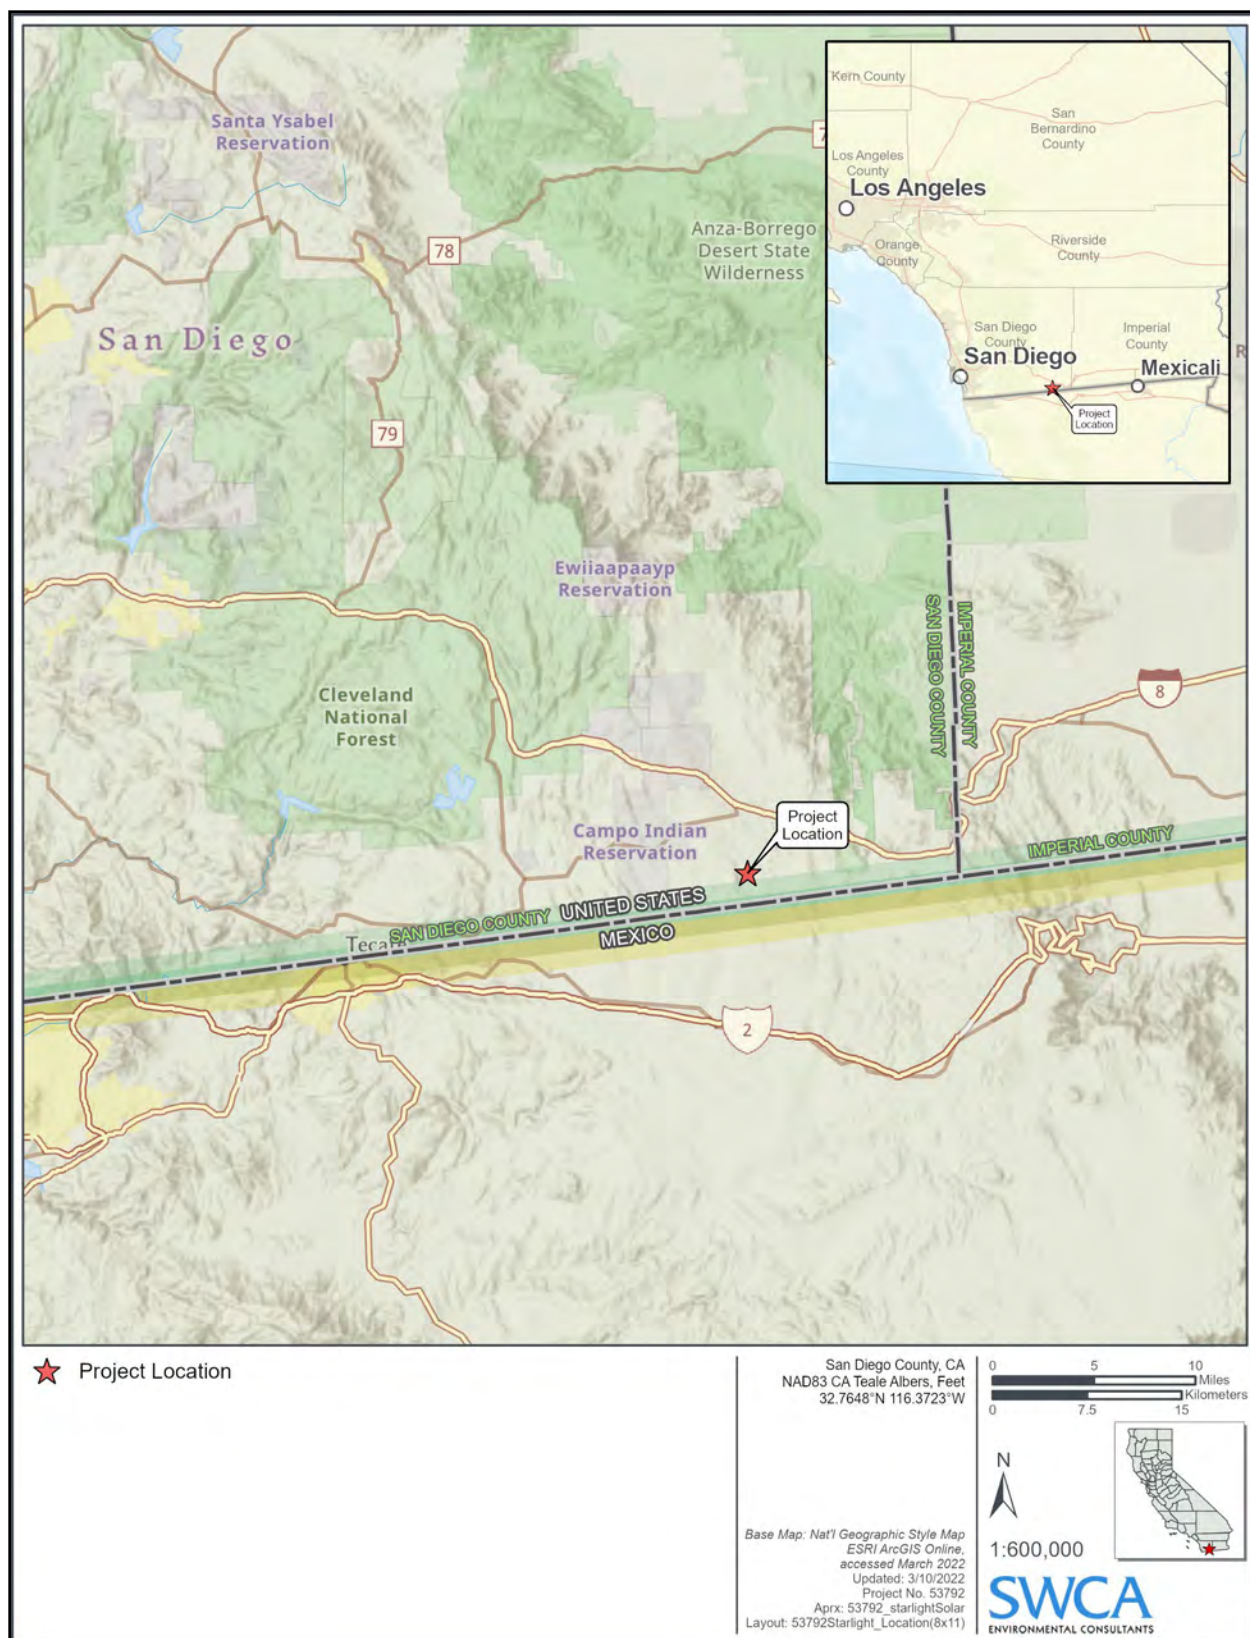 Santa Ysabel
Reservation
78
Anza-Borrego
Desert State
Wilderness
San Diego
79
Ewiiaapaayp
Reservation
SAN DIEGO COUNTY
IMPERIAL COUNTY
8
Cleveland
National
Forest
Campo Indian
Reservation
Project
Location
IMPERIAL COUNTY
SAN DIEGO COUNTY
UNITED STATES
MEXICO
2
Kern County
San
Bernardino
County
Los Angeles
County
Los Angeles
Orange
County
Riverside
County
San Diego
County
Imperial
County
San Diego
Mexicali
Project
Location
Project Location
San Diego County, CA
NAD83 CA Teale Albers, Feet
32.7648°N 116.3723°W
Base Map: Nat'l Geographic Style Map
ESRI ArcGIS Online,
accessed March 2022
Updated: 3/10/2022
Project No. 53792
Aprx: 53792_starlightSolar
Layout: 53792Starlight_Location(8x11)
0 5 10
Miles
Kilometers
0 7.5 15
N
1:600,000
SWCA
ENVIRONMENTAL CONSULTANTS